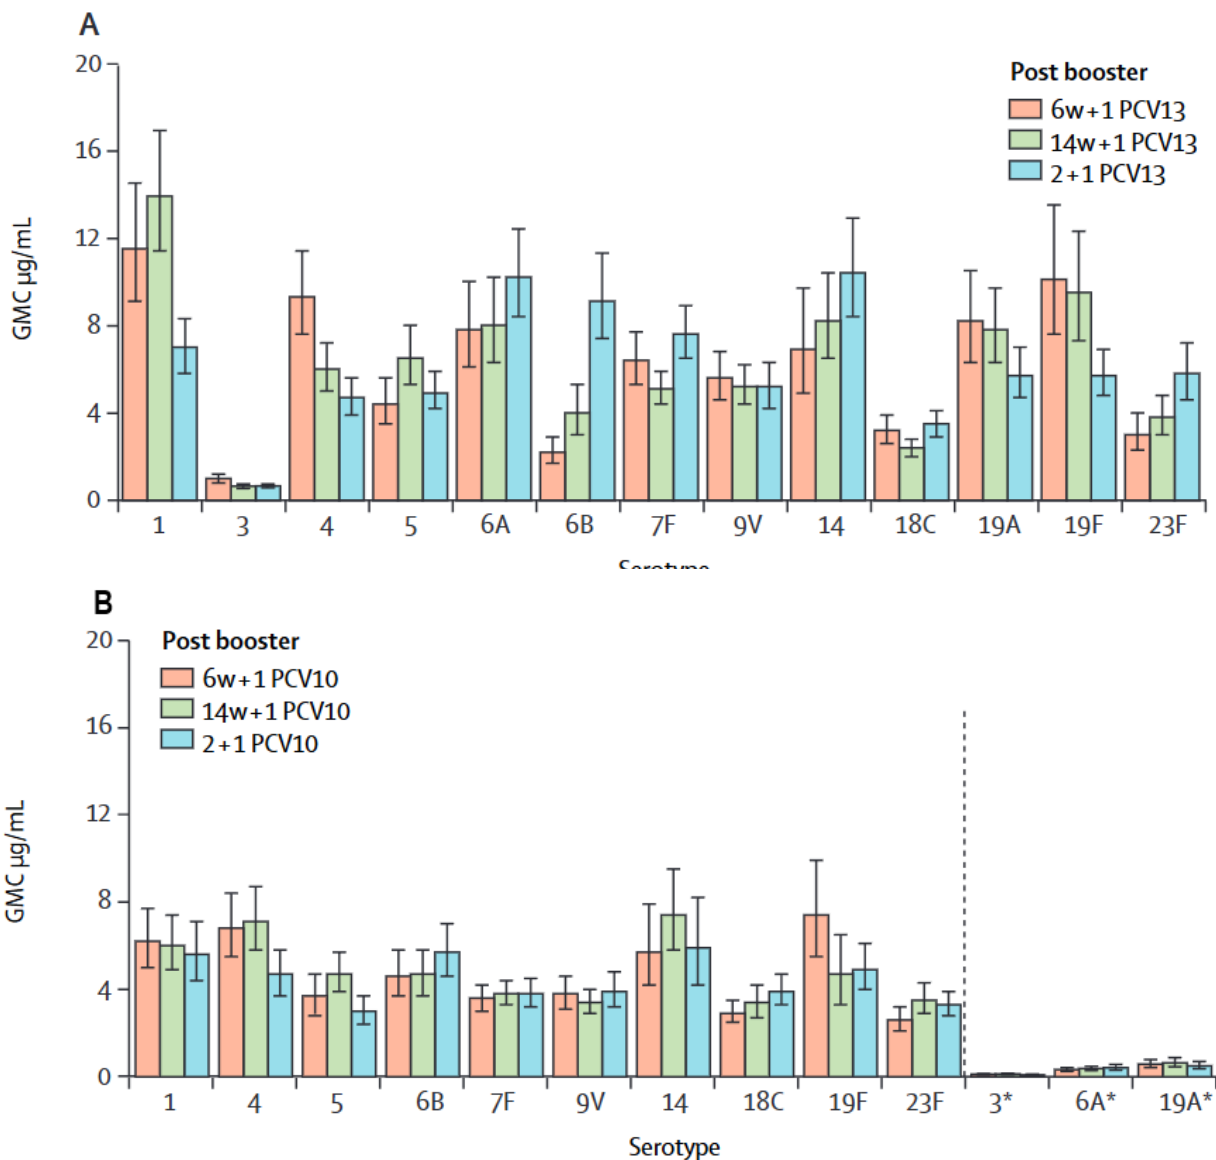 A
20
16
12
8
4
0
GMC µg/mL
Post booster
6w+1 PCV13
14w+1 PCV13
2+1 PCV13
1 3 4 5 6A 6B 7F 9V 14 18C 19A 19F 23F
Serotype
B
20
16
12
8
4
0
GMC µg/mL
Post booster
6w+1 PCV10
14w+1 PCV10
2+1 PCV10
1 4 5 6B 7F 9V 14 18C 19F 23F 3* 6A* 19A*
Serotype